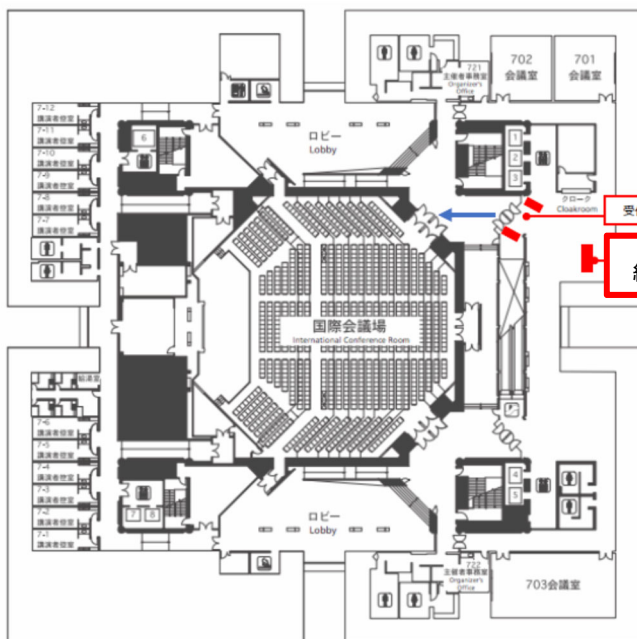 702
会議室
701
会議室
721
主催者事務室
Organizer's
Office
7-12
講演者控室
7-11
講演者控室
7-10
講演者控室
7-9
講演者控室
7-8
講演者控室
7-7
講演者控室
6
ロビー
Lobby
1
2
3
クローク
Cloakroom
受
国際会議場
International Conference Room
給湯室
7-6
講演者控室
7-5
講演者控室
7-4
講演者控室
7-3
講演者控室
7-2
講演者控室
7-1
講演者控室
7
8
4
5
ロビー
Lobby
722
主催者事務室
Organizer's
Office
703会議室